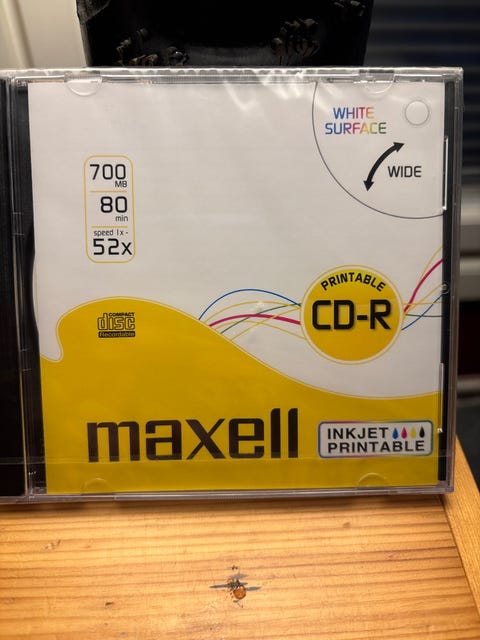 WHITE
SURFACE
WIDE
700
MB
80
min
speed 1x-
52x
PRINTABLE
CD-R
COMPACT
disc
Recordable
maxell
INKJET
PRINTABLE